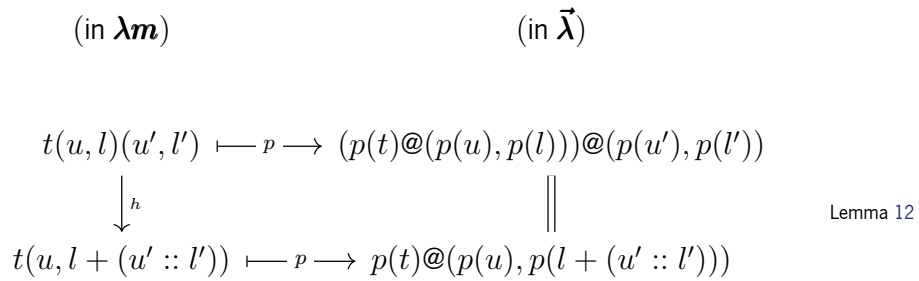 (in λm) (in λ⃗)
t(u, l)(u′, l′) ⟼ p ⟶ (p(t)@(p(u), p(l)))@(p(u′), p(l′))
h
Lemma 12
t(u, l + (u′ :: l′)) ⟼ p ⟶ p(t)@(p(u), p(l + (u′ :: l′)))